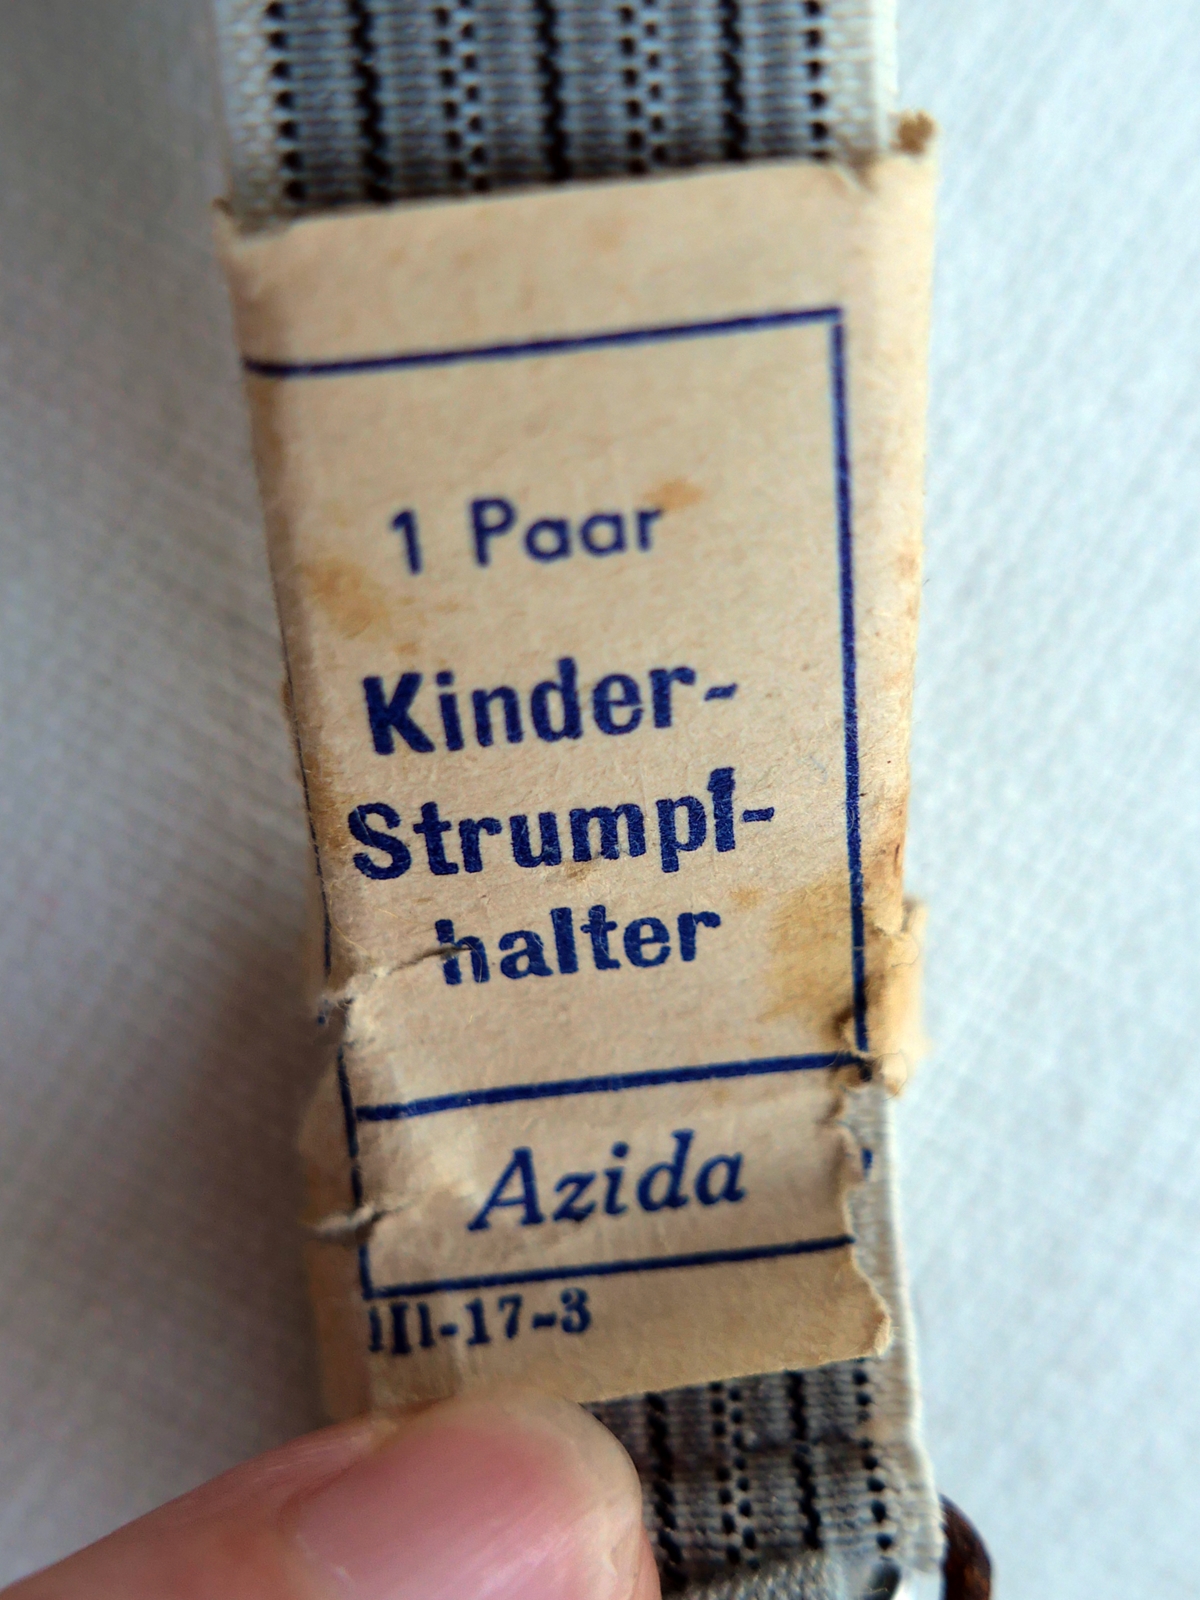 1 Paar
Kinder-
Strumpf-
halter
Azida
III-17-3